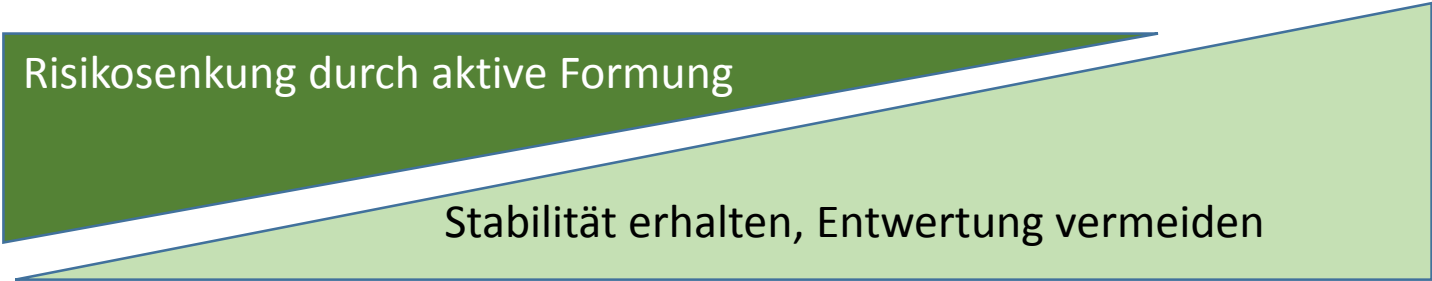 Risikosenkung durch aktive Formung
Stabilität erhalten, Entwertung vermeiden